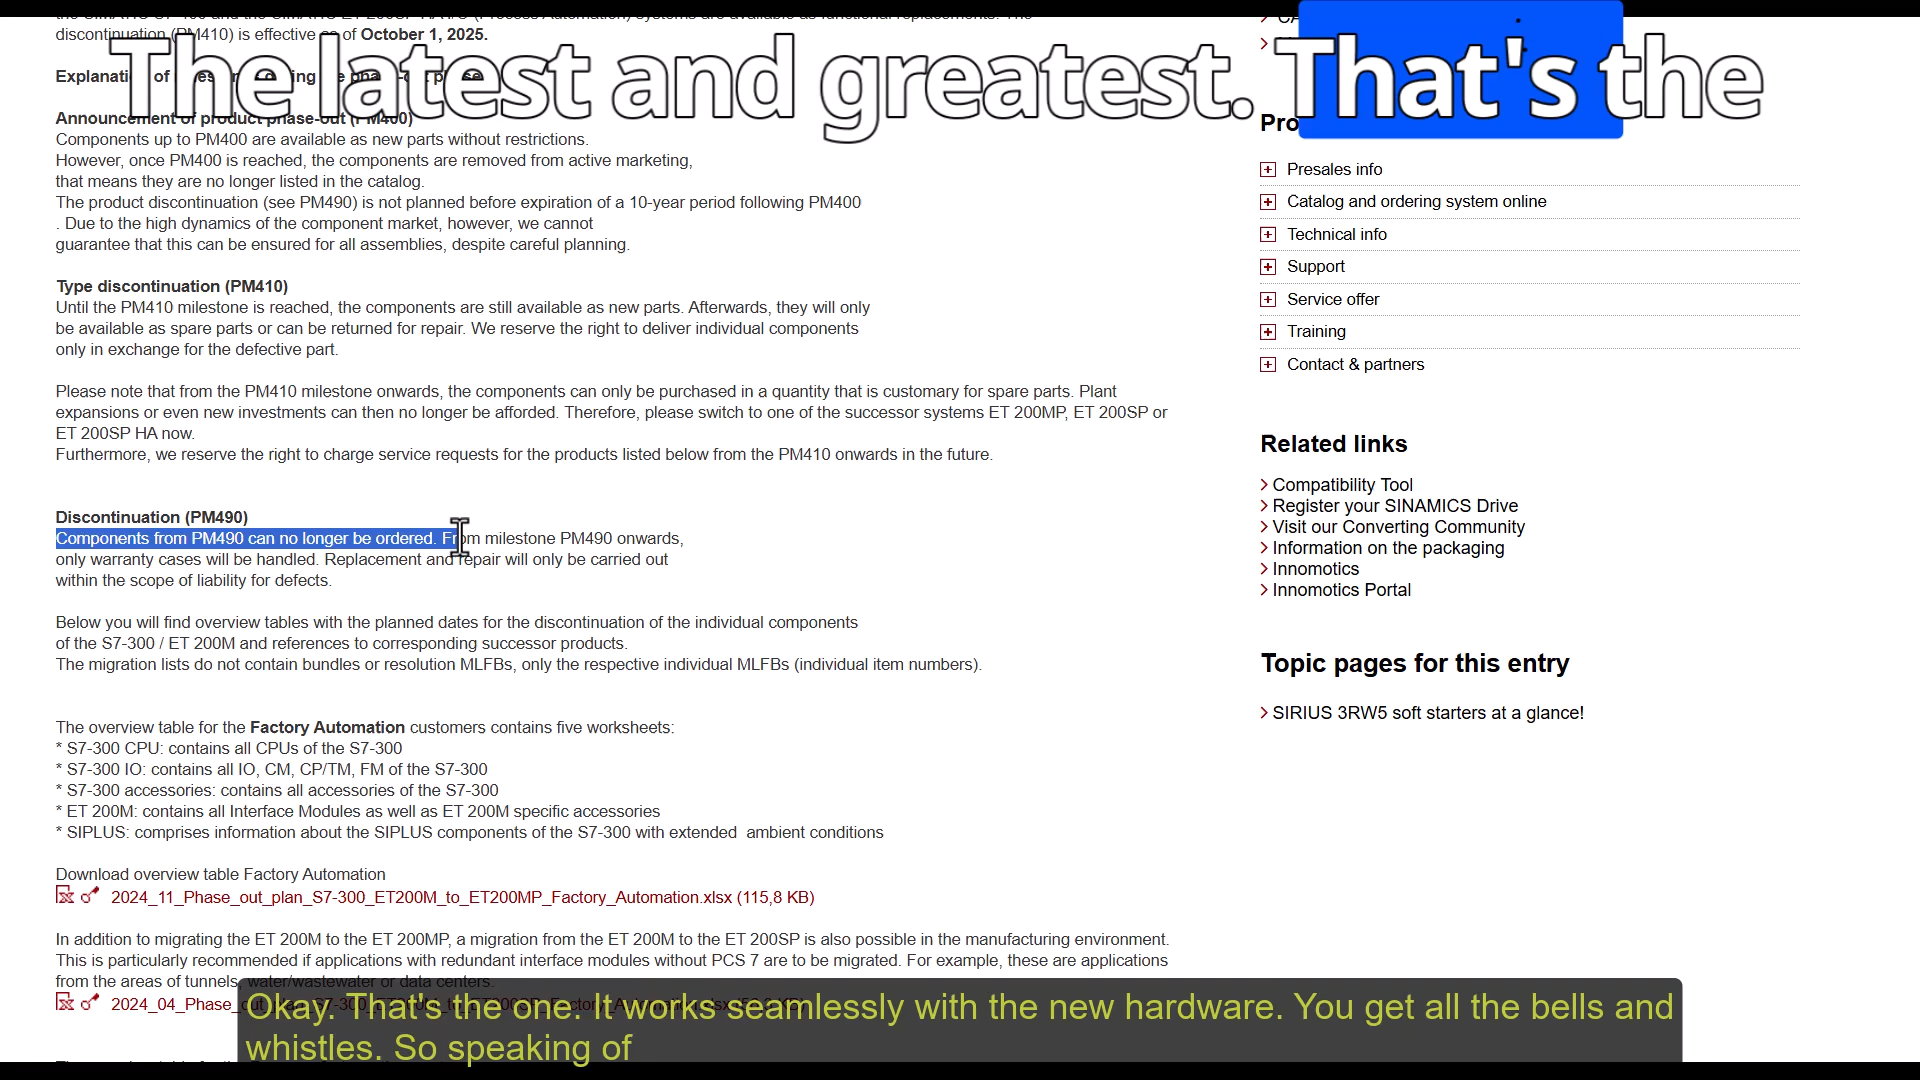 The latest and greatest. That's the
discontinuation (PM410) is effective as of October 1, 2025.
Announcement of product phase-out (PM400)
Components up to PM400 are available as new parts without restrictions.
However, once PM400 is reached, the components are removed from active marketing,
that means they are no longer listed in the catalog.
The product discontinuation (see PM490) is not planned before expiration of a 10-year period following PM400
. Due to the high dynamics of the component market, however, we cannot
guarantee that this can be ensured for all assemblies, despite careful planning.
Type discontinuation (PM410)
Until the PM410 milestone is reached, the components are still available as new parts. Afterwards, they will only
be available as spare parts or can be returned for repair. We reserve the right to deliver individual components
only in exchange for the defective part.
Please note that from the PM410 milestone onwards, the components can only be purchased in a quantity that is customary for spare parts. Plant
expansions or even new investments can then no longer be afforded. Therefore, please switch to one of the successor systems ET 200MP, ET 200SP or
ET 200SP HA now.
Furthermore, we reserve the right to charge service requests for the products listed below from the PM410 onwards in the future.
Discontinuation (PM490)
Components from PM490 can no longer be ordered. From milestone PM490 onwards,
only warranty cases will be handled. Replacement and repair will only be carried out
within the scope of liability for defects.
Below you will find overview tables with the planned dates for the discontinuation of the individual components
of the S7-300 / ET 200M and references to corresponding successor products.
The migration lists do not contain bundles or resolution MLFBs, only the respective individual MLFBs (individual item numbers).
The overview table for the Factory Automation customers contains five worksheets:
* S7-300 CPU: contains all CPUs of the S7-300
* S7-300 IO: contains all IO, CM, CP/TM, FM of the S7-300
* S7-300 accessories: contains all accessories of the S7-300
* ET 200M: contains all Interface Modules as well as ET 200M specific accessories
* SIPLUS: comprises information about the SIPLUS components of the S7-300 with extended ambient conditions
Download overview table Factory Automation
2024_11_Phase_out_plan_S7-300_ET200M_to_ET200MP_Factory_Automation.xlsx (115,8 KB)
In addition to migrating the ET 200M to the ET 200MP, a migration from the ET 200M to the ET 200SP is also possible in the manufacturing environment.
This is particularly recommended if applications with redundant interface modules without PCS 7 are to be migrated. For example, these are applications
from the areas of tunnels, water/wastewater or data centers.
2024_04_Phase_out
Presales info
Catalog and ordering system online
Technical info
Support
Service offer
Training
Contact & partners
Related links
Compatibility Tool
Register your SINAMICS Drive
Visit our Converting Community
Information on the packaging
Innomotics
Innomotics Portal
Topic pages for this entry
SIRIUS 3RW5 soft starters at a glance!
Okay. That's the one. It works seamlessly with the new hardware. You get all the bells and
whistles. So speaking of